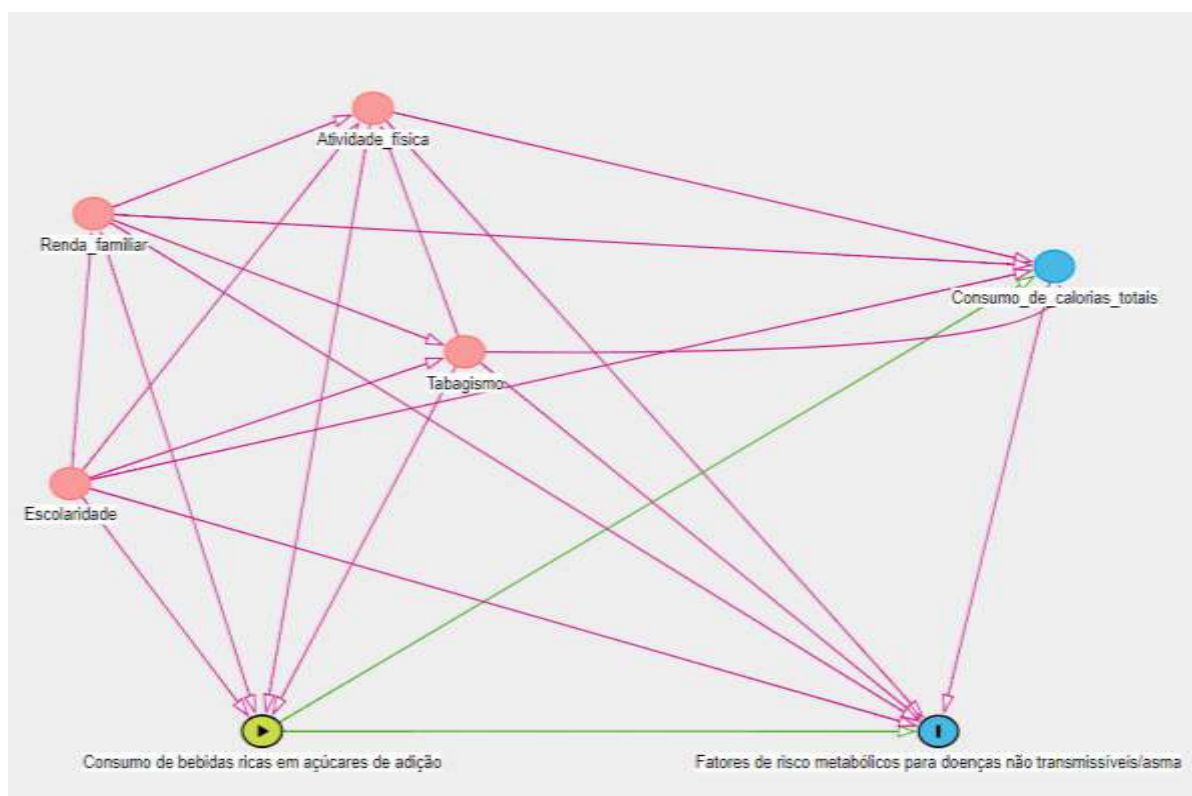 Atividade_física
Renda_familiar
Consumo_de_calorias_totais
Tabagismo
Escolaridade
Consumo de bebidas ricas em açúcares de adição
Fatores de risco metabólicos para doenças não transmissíveis/asma